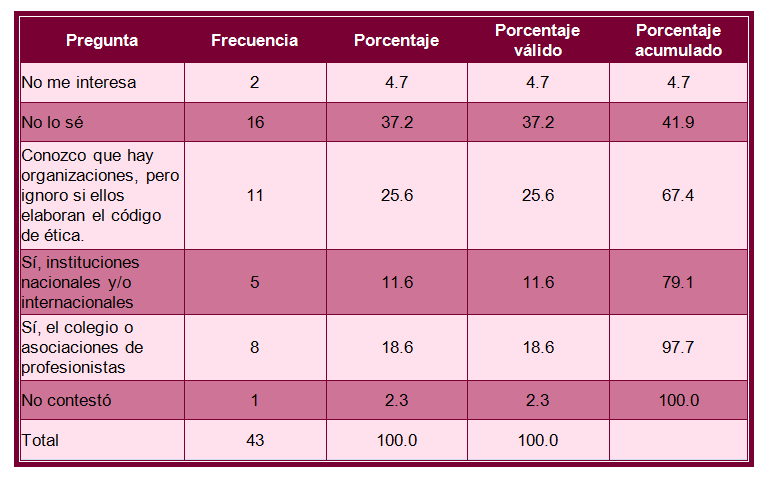 Pregunta Frecuencia Porcentaje Porcentaje válido Porcentaje acumulado
No me interesa 2 4.7 4.7 4.7
No lo sé 16 37.2 37.2 41.9
Conozco que hay
organizaciones, pero
ignoro si ellos
elaboran el código
de ética. 11 25.6 25.6 67.4
Sí, instituciones
nacionales y/o
internacionales 5 11.6 11.6 79.1
Sí, el colegio o
asociaciones de
profesionistas 8 18.6 18.6 97.7
No contestó 1 2.3 2.3 100.0
Total 43 100.0 100.0